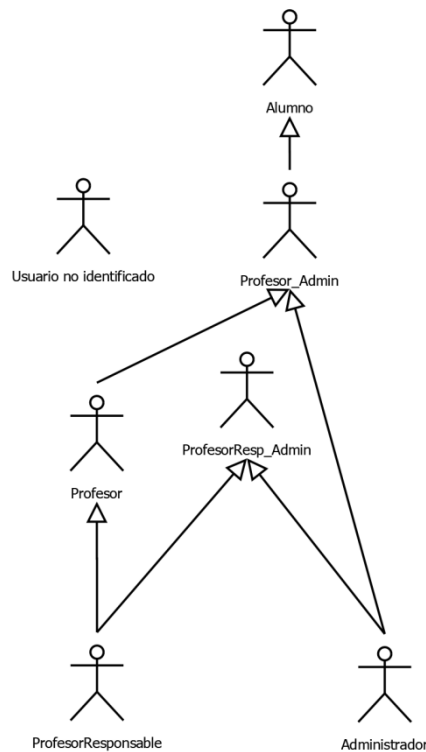 Alumno
Usuario no identificado
Profesor_Admin
ProfesorResp_Admin
Profesor
ProfesorResponsable
Administrador